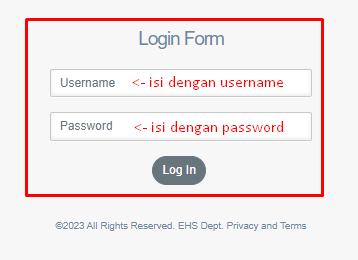 Login Form
Username <- isi dengan username
Password <- isi dengan password
Log In
©2023 All Rights Reserved. EHS Dept. Privacy and Terms